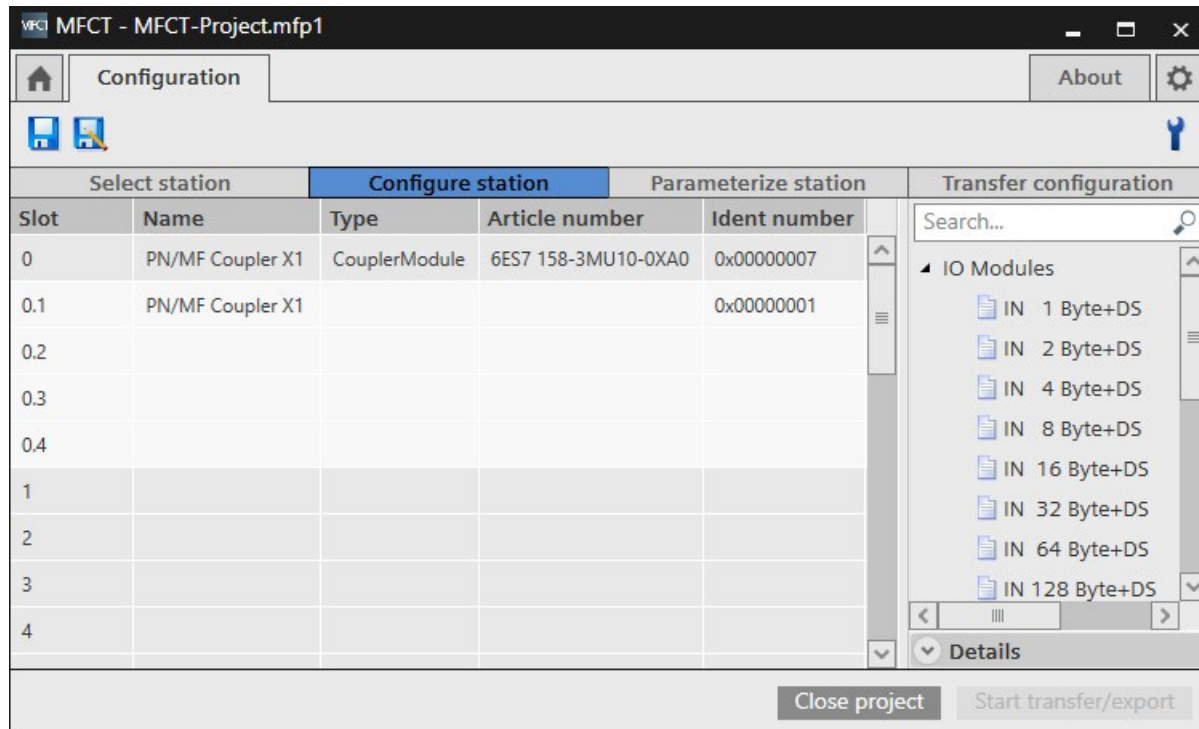 MFCT MFCT - MFCT-Project.mfp1
Configuration About
Select station Configure station Parameterize station Transfer configuration
Slot Name Type Article number Ident number Search...
0 PN/MF Coupler X1 CouplerModule 6ES7 158-3MU10-0XA0 0x00000007
0.1 PN/MF Coupler X1 0x00000001
0.2
0.3
0.4
1
2
3
4
IO Modules
IN 1 Byte+DS
IN 2 Byte+DS
IN 4 Byte+DS
IN 8 Byte+DS
IN 16 Byte+DS
IN 32 Byte+DS
IN 64 Byte+DS
IN 128 Byte+DS
Details
Close project Start transfer/export